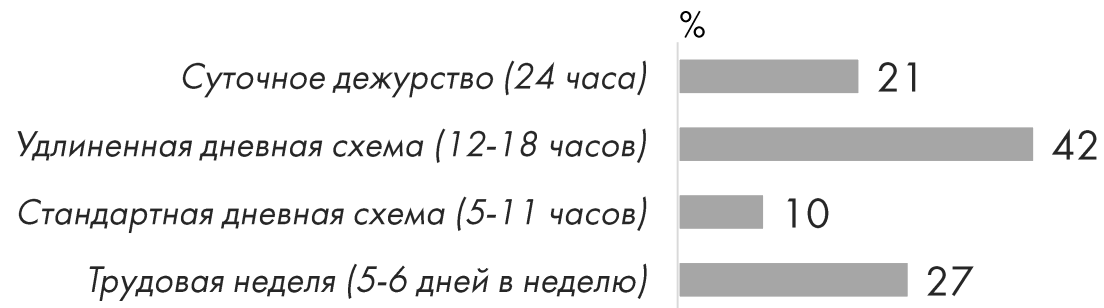 %
Суточное дежурство (24 часа) 21
Удлиненная дневная схема (12-18 часов) 42
Стандартная дневная схема (5-11 часов) 10
Трудовая неделя (5-6 дней в неделю) 27